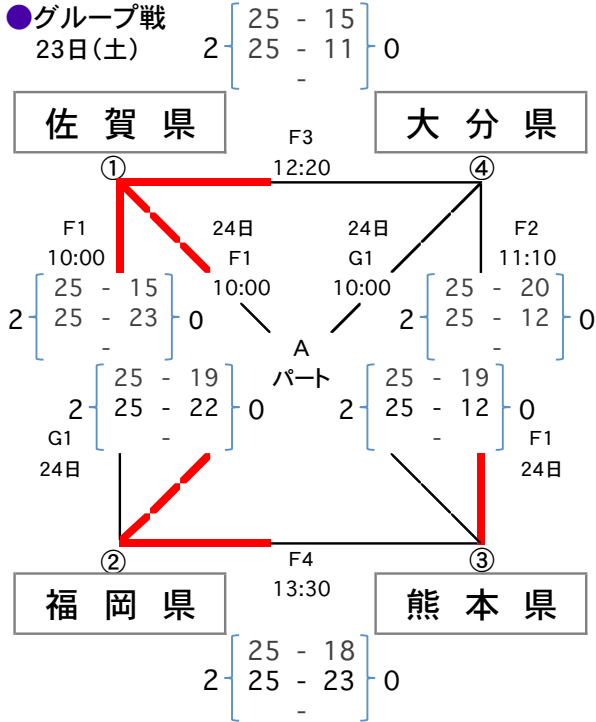 ●グループ戦
23日(土)
2 25 - 15 0
25 - 11
-
佐 賀 県
大 分 県
①
F3
12:20
④
F1
10:00
24日
F1
10:00
24日
G1
10:00
F2
11:10
2 25 - 15 0
25 - 23
-
2 25 - 20 0
25 - 12
-
A
パート
2 25 - 19 0
25 - 22
-
2 25 - 19 0
25 - 12
-
G1
24日
F1
24日
②
F4
13:30
③
福 岡 県
熊 本 県
2 25 - 18 0
25 - 23
-